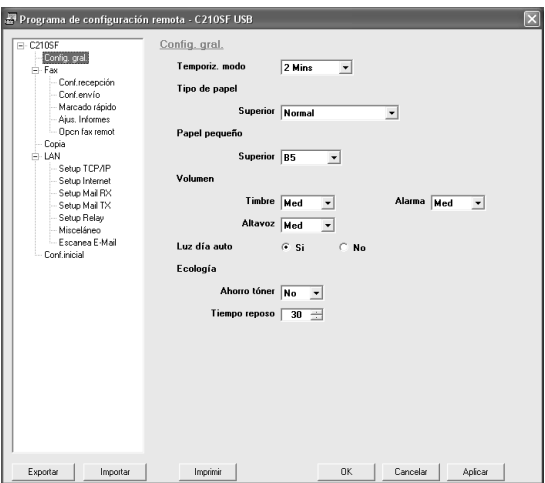 Programa de configuración remota - C210SF USB
C210SF
Config. gral.
Fax
Conf.recepción
Conf.envío
Marcado rápido
Ajus. Informes
Opcn fax remot
Copia
LAN
Setup TCP/IP
Setup Internet
Setup Mail RX
Setup Mail TX
Setup Relay
Misceláneo
Escanea E-Mail
Conf.inicial
Config. gral.
Temporiz. modo 2 Mins
Tipo de papel
Superior Normal
Papel pequeño
Superior B5
Volumen
Timbre Med Alarma Med
Altavoz Med
Luz día auto Si No
Ecología
Ahorro tóner No
Tiempo reposo 30
Exportar Importar Imprimir OK Cancelar Aplicar